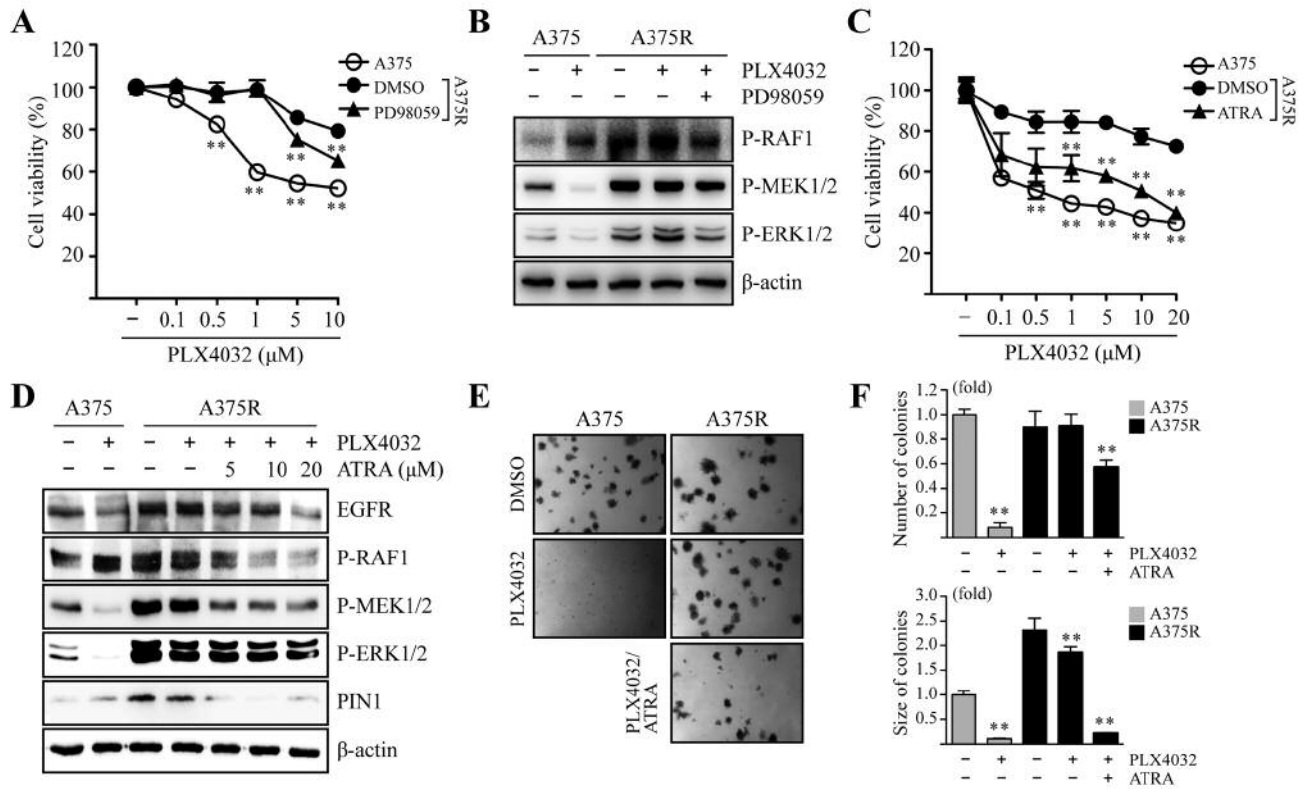 A
120
100
80
60
40
20
Cell viability (%)
A375
DMSO
PD98059
A375R
** ** ** ** ** **
– 0.1 0.5 1 5 10
PLX4032 (μM)
B
A375 A375R
– + – + + PLX4032
+ PD98059
P-RAF1
P-MEK1/2
P-ERK1/2
β-actin
C
120
100
80
60
40
20
Cell viability (%)
A375
DMSO
ATRA
A375R
** ** ** **
** ** ** ** **
– 0.1 0.5 1 5 10 20
PLX4032 (μM)
D
A375 A375R
– + – + + + + PLX4032
– – – – 5 10 20 ATRA (μM)
EGFR
P-RAF1
P-MEK1/2
P-ERK1/2
PIN1
β-actin
E
A375 A375R
DMSO
PLX4032
PLX4032/
ATRA
F
(fold)
1.2
1.0
0.8
0.6
0.4
0.2
Number of colonies
A375
A375R
** **
– + – + + PLX4032
– – – – + ATRA
(fold)
3.0
2.5
2.0
1.5
1.0
0.5
Size of colonies
A375
A375R
** ** **
– + – + + PLX4032
– – – – + ATRA